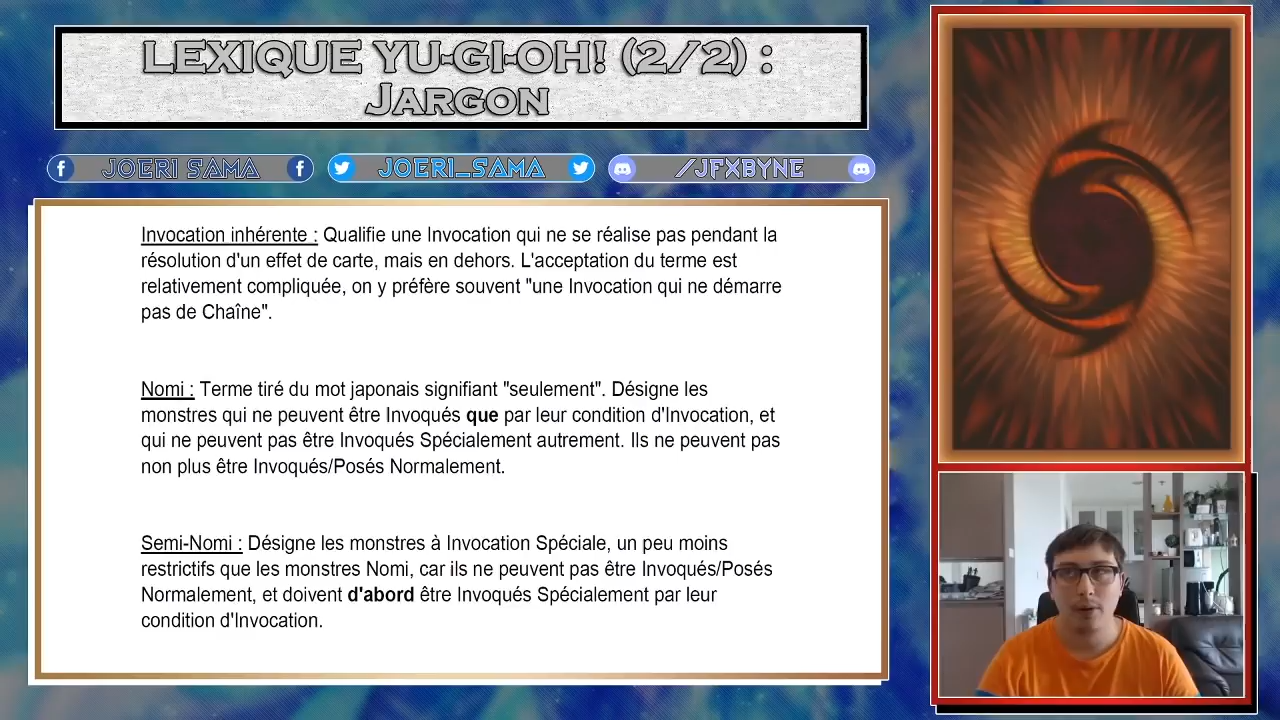 LEXIQUE YU-GI-OH! (2/2) :
JARGON
JOERI SAMA
JOERI_SAMA
/JFXBYNE
Invocation inhérente : Qualifie une Invocation qui ne se réalise pas pendant la
résolution d'un effet de carte, mais en dehors. L'acceptation du terme est
relativement compliquée, on y préfère souvent "une Invocation qui ne démarre
pas de Chaîne".
Nomi : Terme tiré du mot japonais signifiant "seulement". Désigne les
monstres qui ne peuvent être Invoqués que par leur condition d'Invocation, et
qui ne peuvent pas être Invoqués Spécialement autrement. Ils ne peuvent pas
non plus être Invoqués/Posés Normalement.
Semi-Nomi : Désigne les monstres à Invocation Spéciale, un peu moins
restrictifs que les monstres Nomi, car ils ne peuvent pas être Invoqués/Posés
Normalement, et doivent d'abord être Invoqués Spécialement par leur
condition d'Invocation.